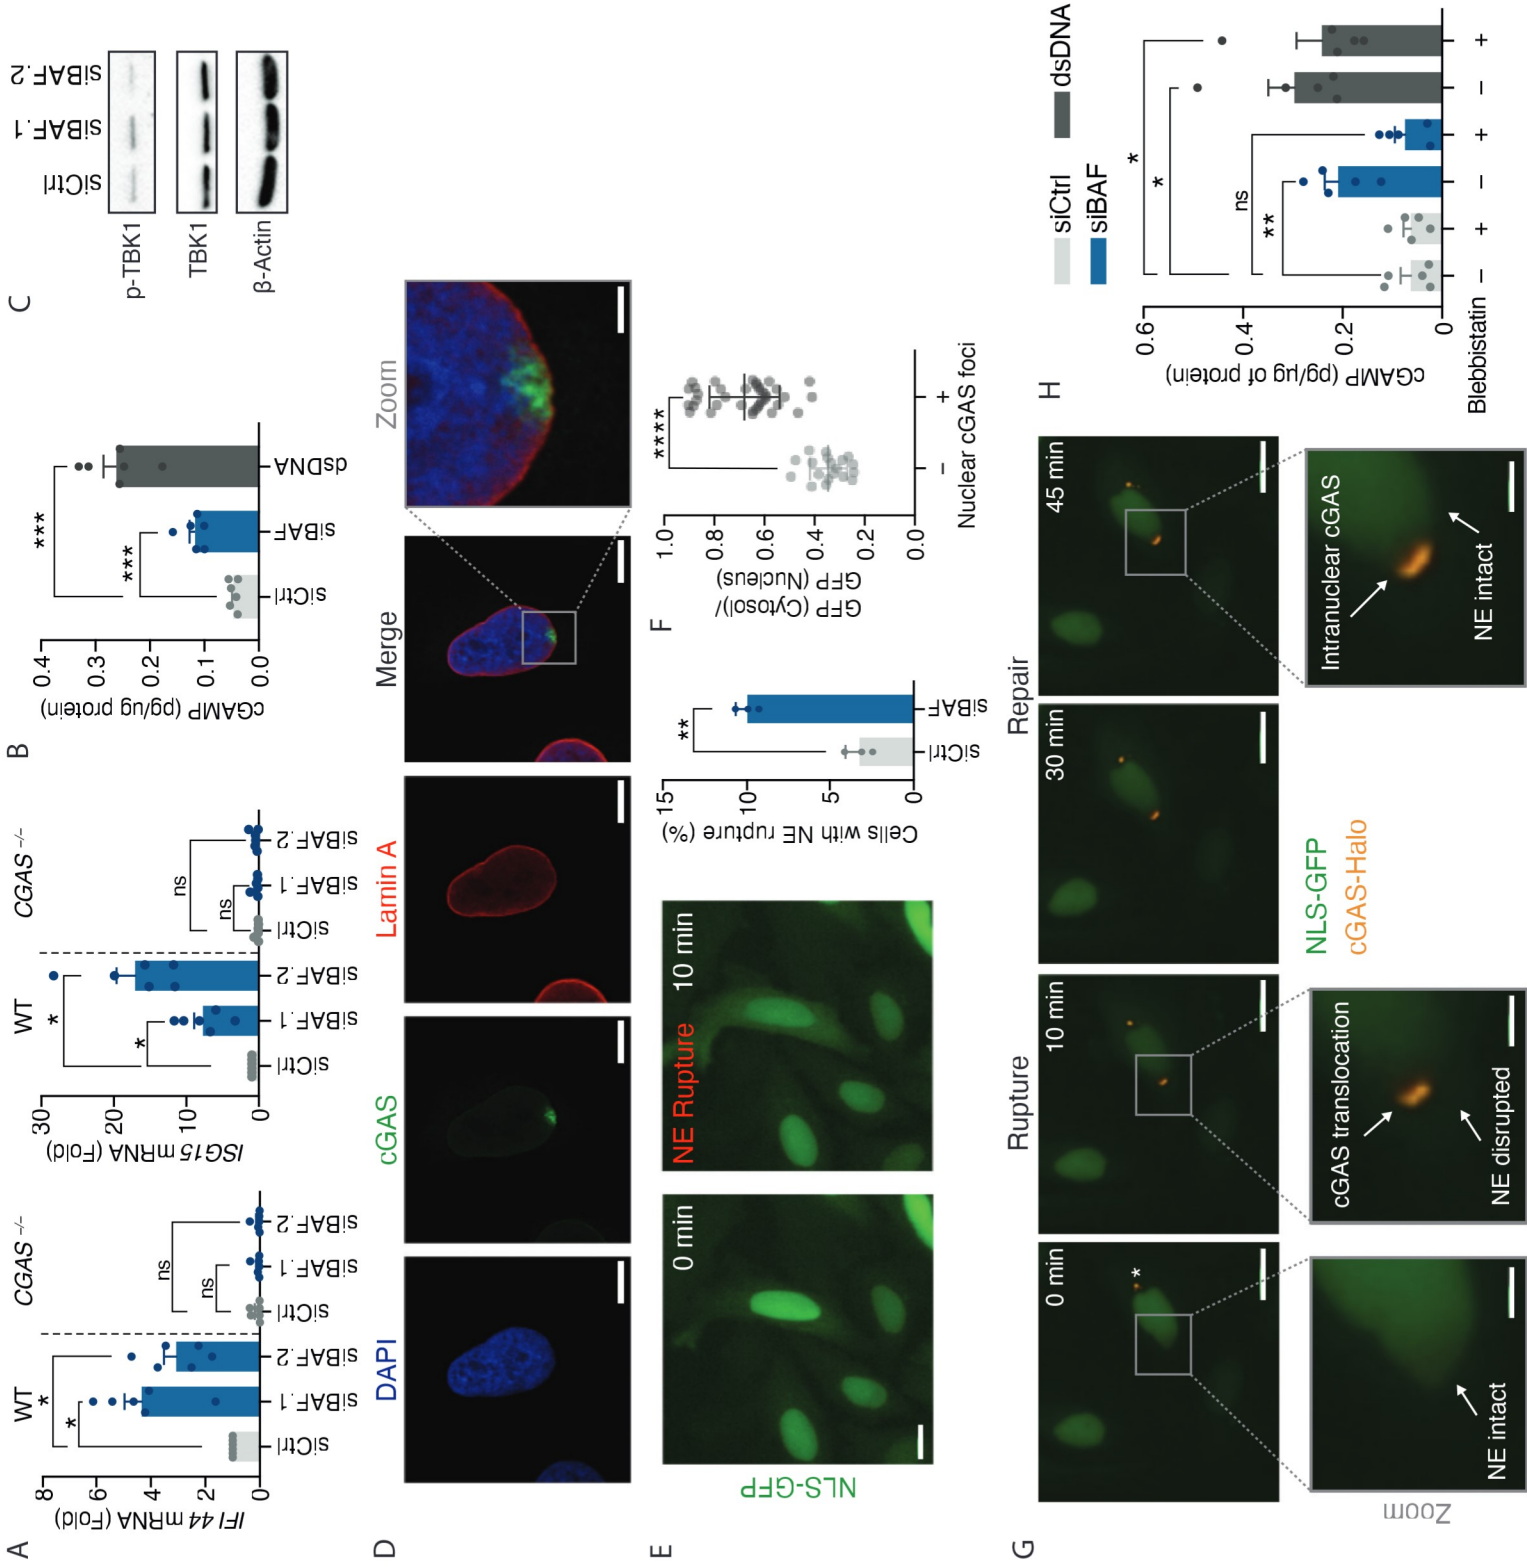 A
IFI 44 mRNA (Fold)
8
6
4
2
0
WT
CGAS -/-
*
*
ns
ns
siCtrl
siBAF.1
siBAF.2
siCtrl
siBAF.1
siBAF.2
ISG15 mRNA (Fold)
30
20
10
0
WT
CGAS -/-
*
*
ns
ns
siCtrl
siBAF.1
siBAF.2
siCtrl
siBAF.1
siBAF.2
B
cGAMP (pg/ug protein)
0.4
0.3
0.2
0.1
0.0
***
***
siCtrl
siBAF
dsDNA
C
siCtrl
siBAF.1
siBAF.2
p-TBK1
TBK1
β-Actin
D
DAPI
cGAS
Lamin A
Merge
Zoom
E
NLS-GFP
0 min
NE Rupture
10 min
Cells with NE rupture (%)
15
10
5
0
**
siCtrl
siBAF
F
GFP (Cytosol)/
GFP (Nucleus)
1.0
0.8
0.6
0.4
0.2
0.0
****
–
+
Nuclear cGAS foci
G
Rupture
Repair
0 min
*
10 min
30 min
45 min
Zoom
NE intact
cGAS translocation
NE disrupted
NLS-GFP
cGAS-Halo
Intranuclear cGAS
NE intact
H
siCtrl
dsDNA
siBAF
cGAMP (pg/µg of protein)
0.6
0.4
0.2
0
*
*
ns
**
Blebbistatin – + – + – +